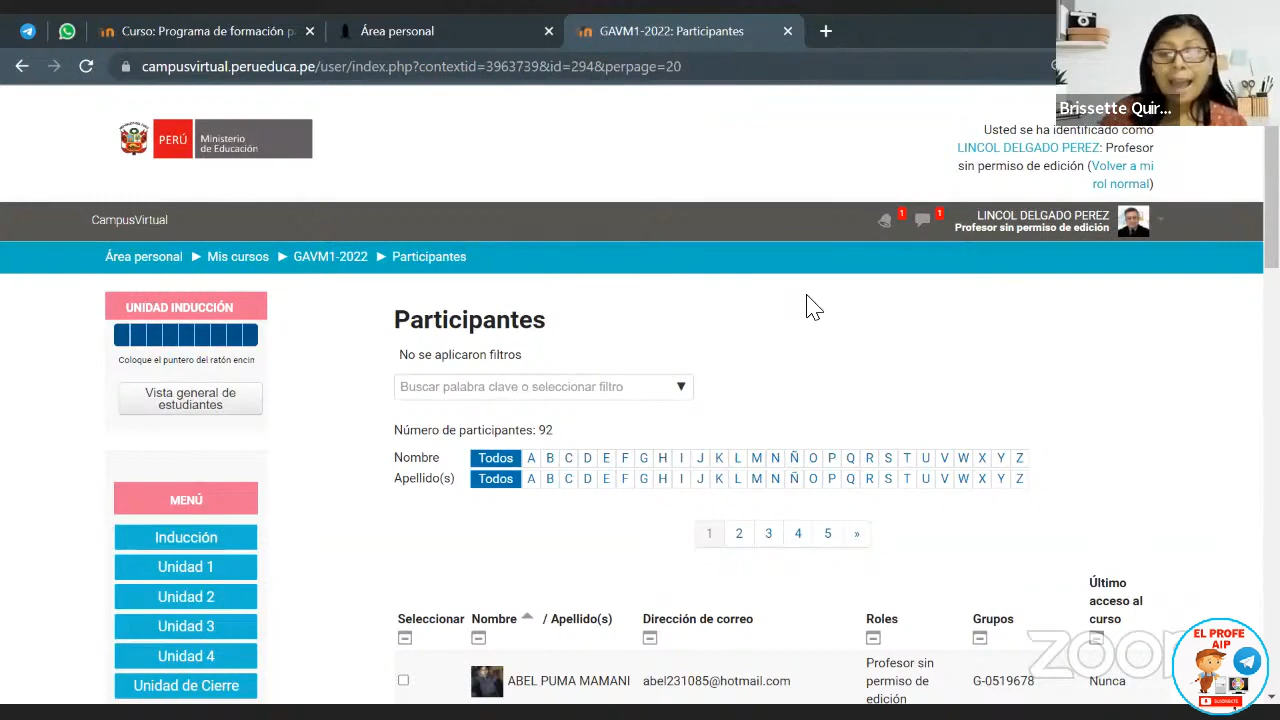 Curso: Programa de formación p
Área personal
GAVM1-2022: Participantes
campusvirtual.perueduca.pe/user/index.php?contextid=3963739&id=294&perpage=20
Brissette Quir...
PERÚ
Ministerio
de Educación
Usted se ha identificado como
LINCOL DELGADO PEREZ: Profesor
sin permiso de edición (Volver a mi
rol normal)
CampusVirtual
1
1
LINCOL DELGADO PEREZ
Profesor sin permiso de edición
Área personal ► Mis cursos ► GAVM1-2022 ► Participantes
UNIDAD INDUCCIÓN
Coloque el puntero del ratón encin
Vista general de
estudiantes
MENÚ
Inducción
Unidad 1
Unidad 2
Unidad 3
Unidad 4
Unidad de Cierre
Participantes
No se aplicaron filtros
Buscar palabra clave o seleccionar filtro ▼
Número de participantes: 92
Nombre Todos A B C D E F G H I J K L M N Ñ O P Q R S T U V W X Y Z
Apellido(s) Todos A B C D E F G H I J K L M N Ñ O P Q R S T U V W X Y Z
1 2 3 4 5 »
Seleccionar
Nombre / Apellido(s)
Dirección de correo
Roles
Grupos
Último
acceso al
curso
ABEL PUMA MAMANI
abel231085@hotmail.com
Profesor sin
permiso de
edición
G-0519678
Nunca
zoom
EL PROFE
AIP
SUSCRIBETE